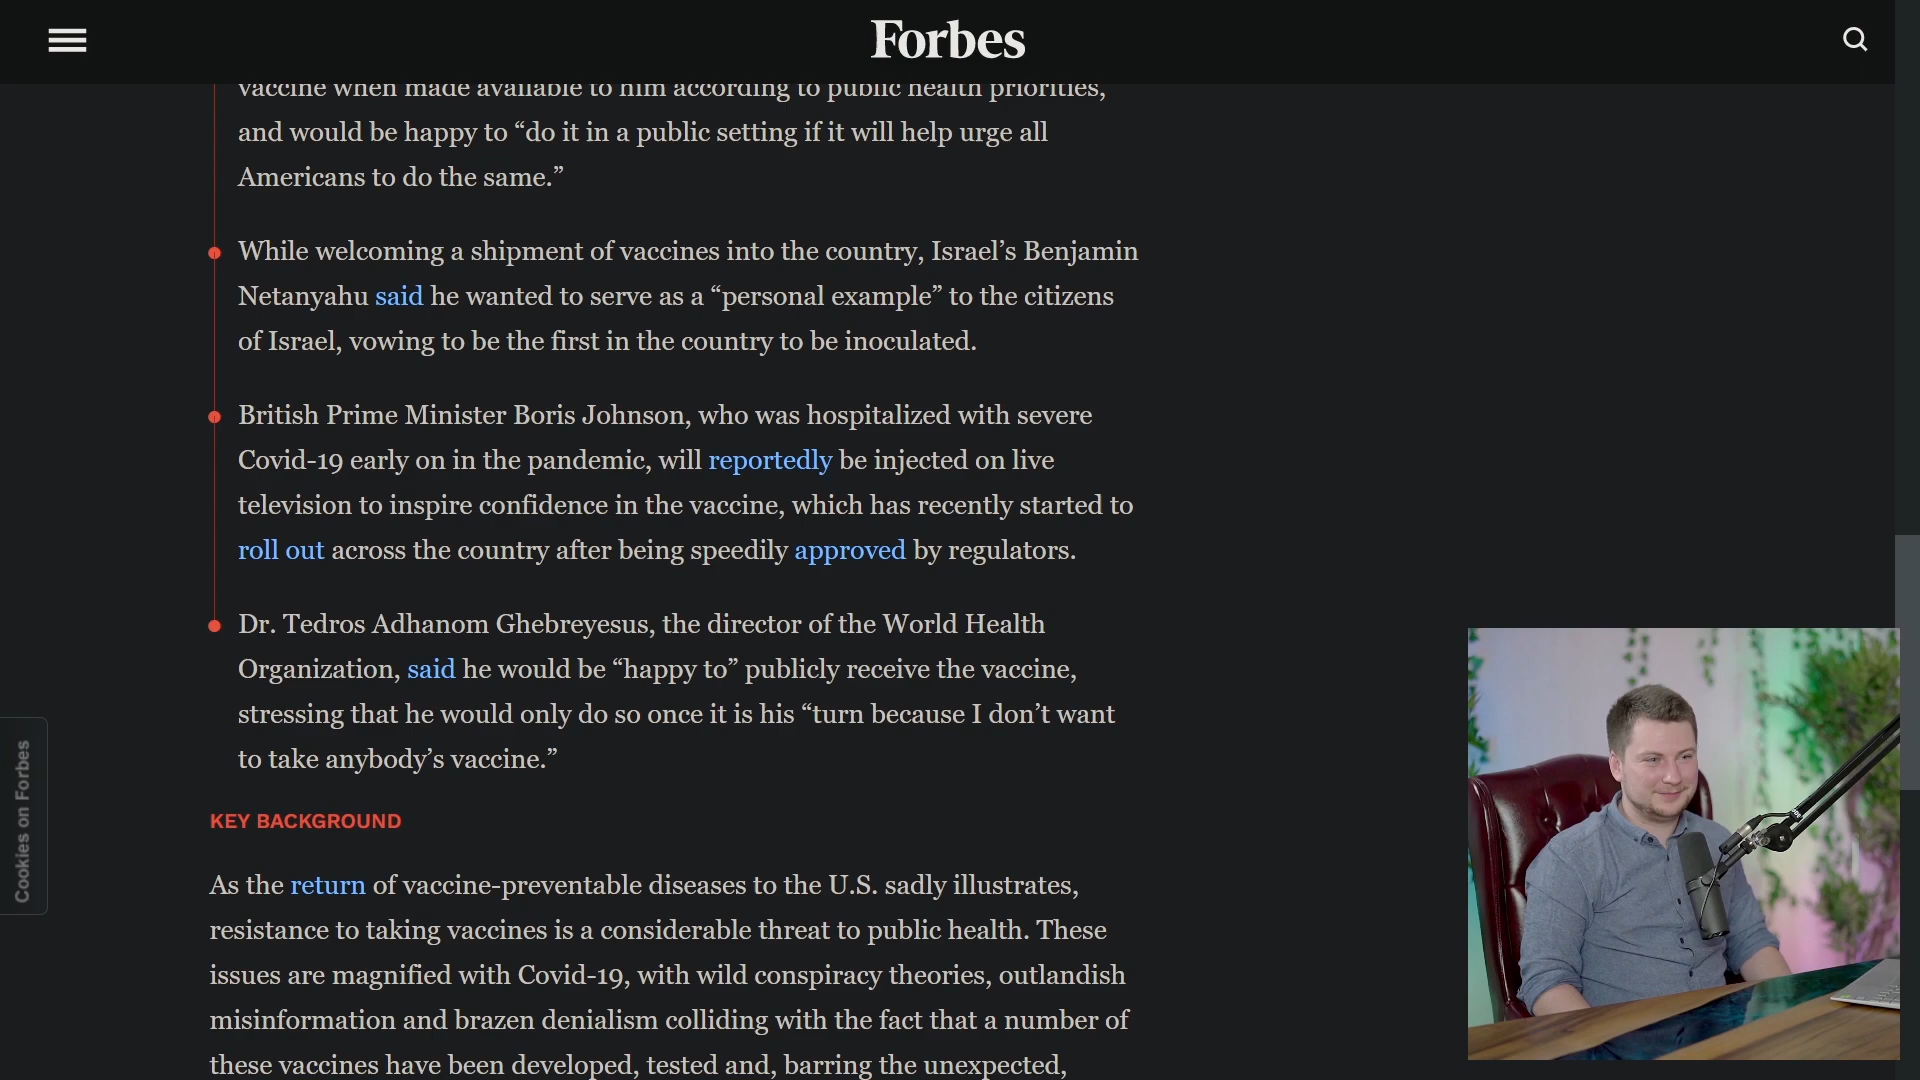 Forbes
vaccine when made available to him according to public health priorities,
and would be happy to “do it in a public setting if it will help urge all
Americans to do the same.”
While welcoming a shipment of vaccines into the country, Israel’s Benjamin
Netanyahu said he wanted to serve as a “personal example” to the citizens
of Israel, vowing to be the first in the country to be inoculated.
British Prime Minister Boris Johnson, who was hospitalized with severe
Covid-19 early on in the pandemic, will reportedly be injected on live
television to inspire confidence in the vaccine, which has recently started to
roll out across the country after being speedily approved by regulators.
Dr. Tedros Adhanom Ghebreyesus, the director of the World Health
Organization, said he would be “happy to” publicly receive the vaccine,
stressing that he would only do so once it is his “turn because I don’t want
to take anybody’s vaccine.”
Cookies on Forbes
KEY BACKGROUND
As the return of vaccine-preventable diseases to the U.S. sadly illustrates,
resistance to taking vaccines is a considerable threat to public health. These
issues are magnified with Covid-19, with wild conspiracy theories, outlandish
misinformation and brazen denialism colliding with the fact that a number of
these vaccines have been developed, tested and, barring the unexpected,